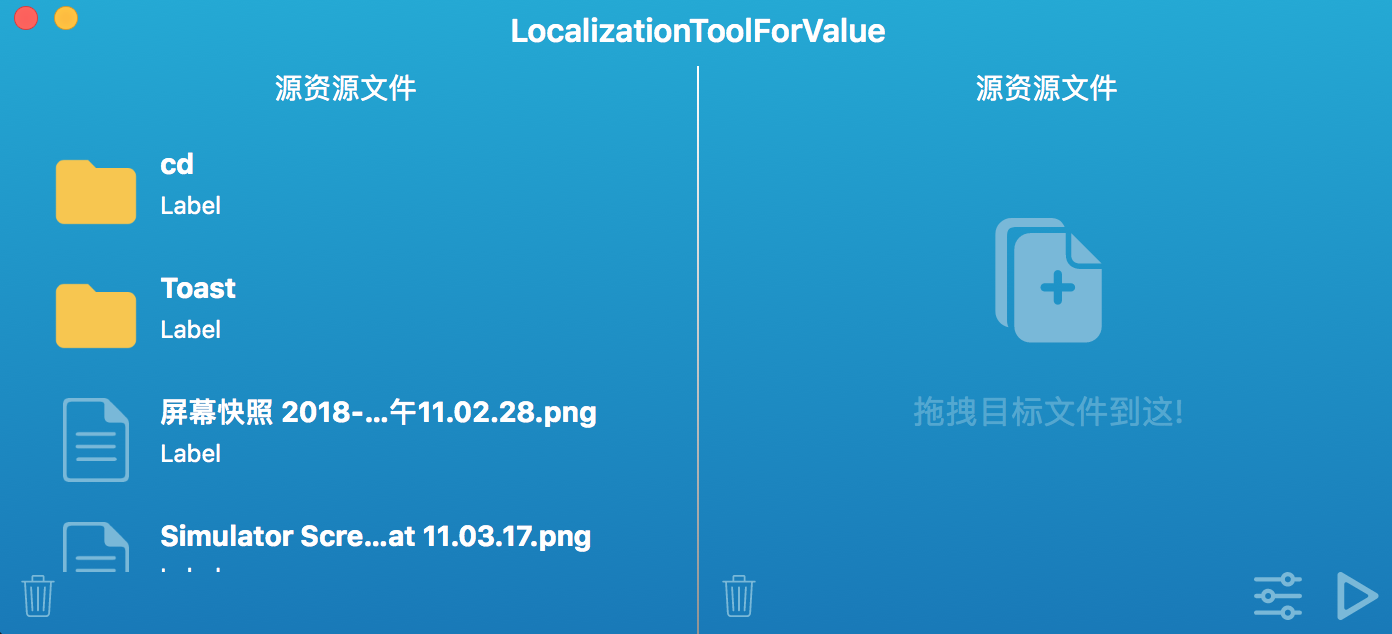 LocalizationToolForValue
源资源文件
cd
Label
Toast
Label
屏幕快照 2018-...午11.02.28.png
Label
Simulator Scre...at 11.03.17.png
源资源文件
拖拽目标文件到这!